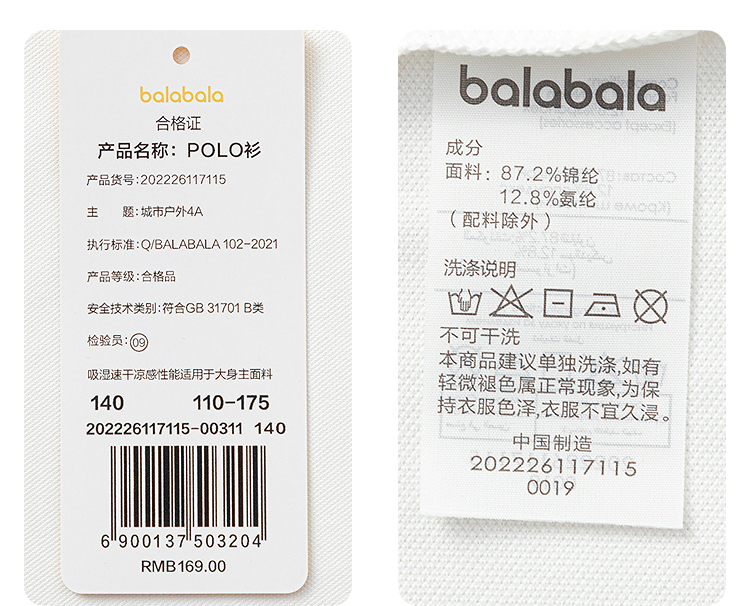 balabala
合格证
产品名称：POLO衫
产品货号：202226117115
主 题：城市户外4A
执行标准：Q/BALABALA 102-2021
产品等级：合格品
安全技术类别：符合GB 31701 B类
检验员：09
吸湿速干凉感性能适用于大身主面料
140 110-175
202226117115-00311 140
6 900137 503204
RMB169.00
balabala
成分
面料：87.2%锦纶
12.8%氨纶
（配料除外）
洗涤说明
不可干洗
本商品建议单独洗涤,如有
轻微褪色属正常现象,为保
持衣服色泽,衣服不宜久浸。
中国制造
202226117115
0019